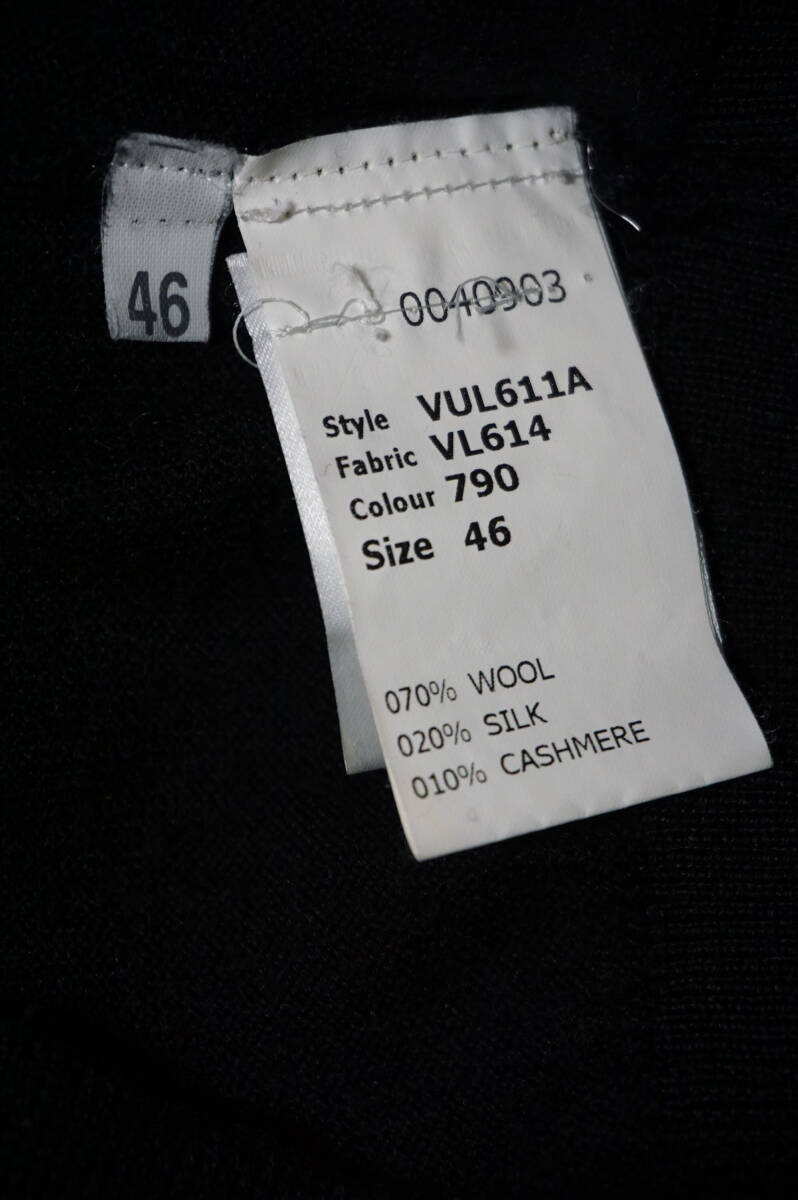 46
0040903
Style VUL611A
Fabric VL614
Colour 790
Size 46
070% WOOL
020% SILK
010% CASHMERE